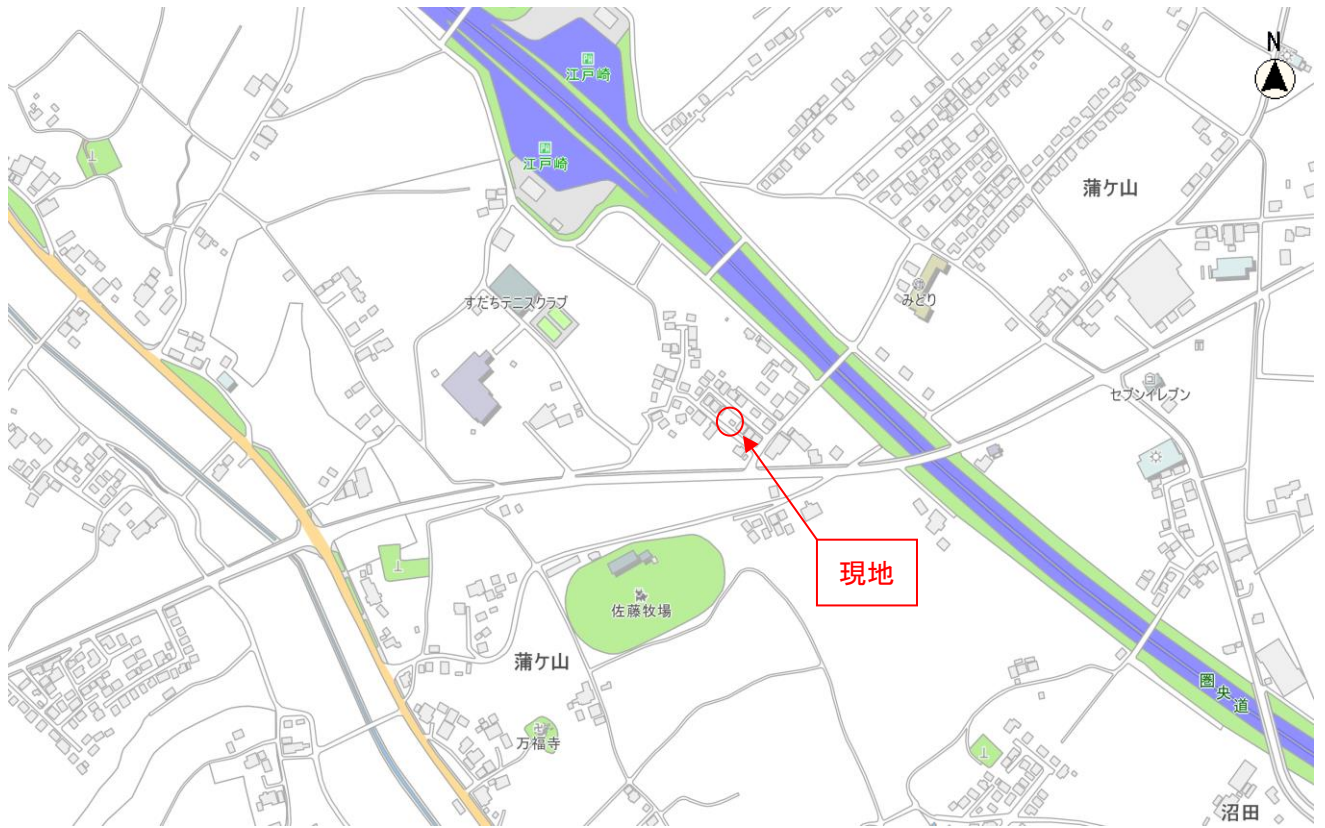 N
江戸崎
江戸崎
蒲ケ山
すだちテニスクラブ
みとり
セブンイレブン
現地
佐藤牧場
蒲ケ山
圏央道
万福寺
沼田